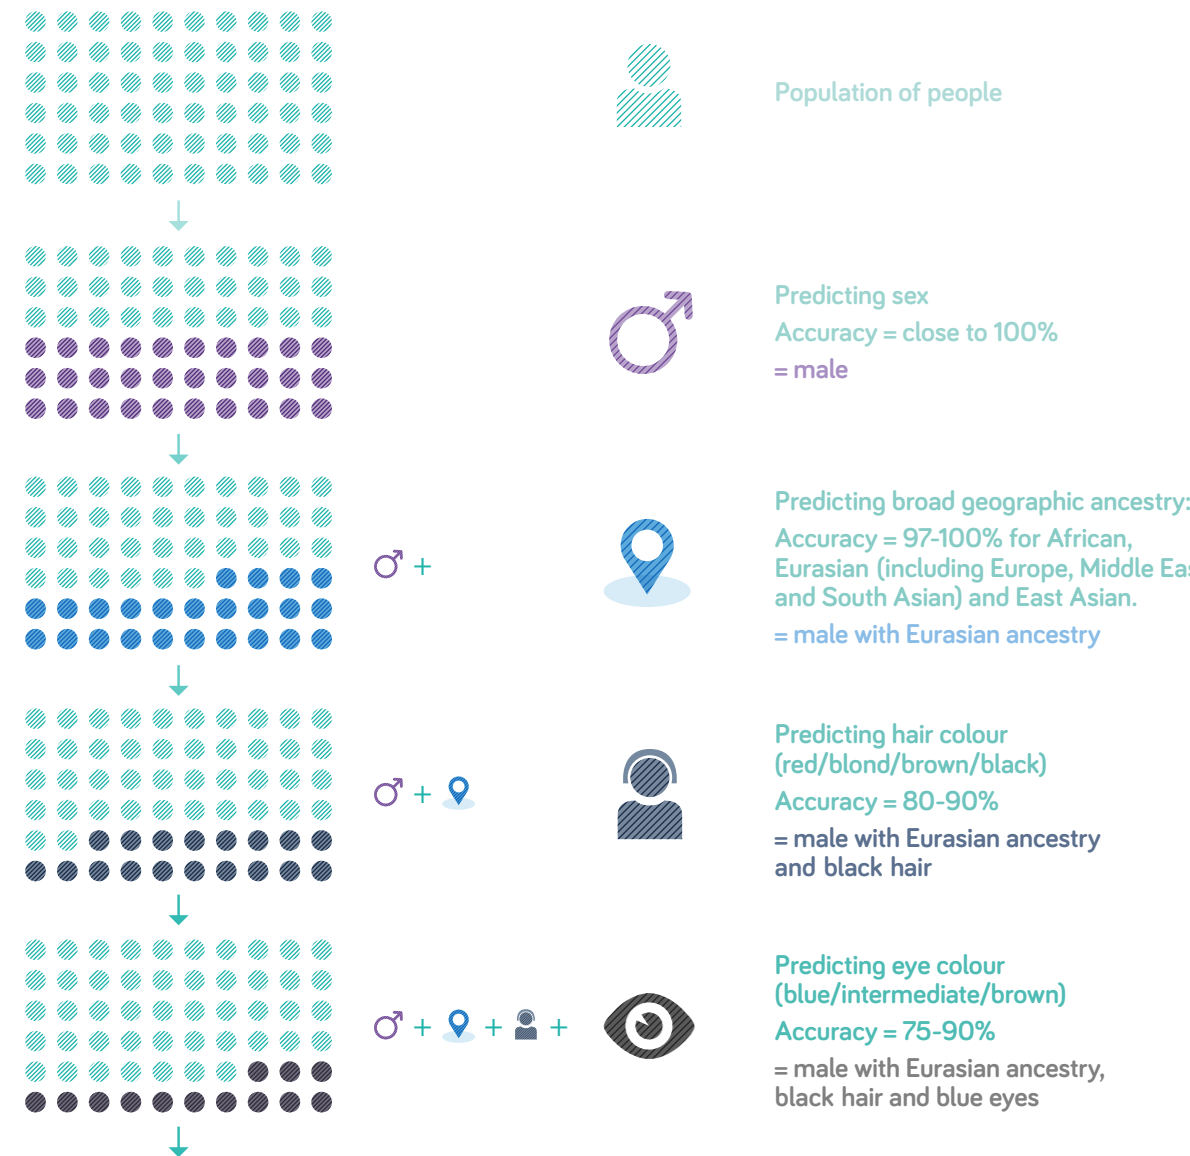 Population of people
Predicting sex
Accuracy = close to 100%
= male
Predicting broad geographic ancestry:
Accuracy = 97-100% for African,
Eurasian (including Europe, Middle Eas
and South Asian) and East Asian.
= male with Eurasian ancestry
+
Predicting hair colour
(red/blond/brown/black)
Accuracy = 80-90%
= male with Eurasian ancestry
and black hair
+
Predicting eye colour
(blue/intermediate/brown)
Accuracy = 75-90%
= male with Eurasian ancestry,
black hair and blue eyes
+ + +